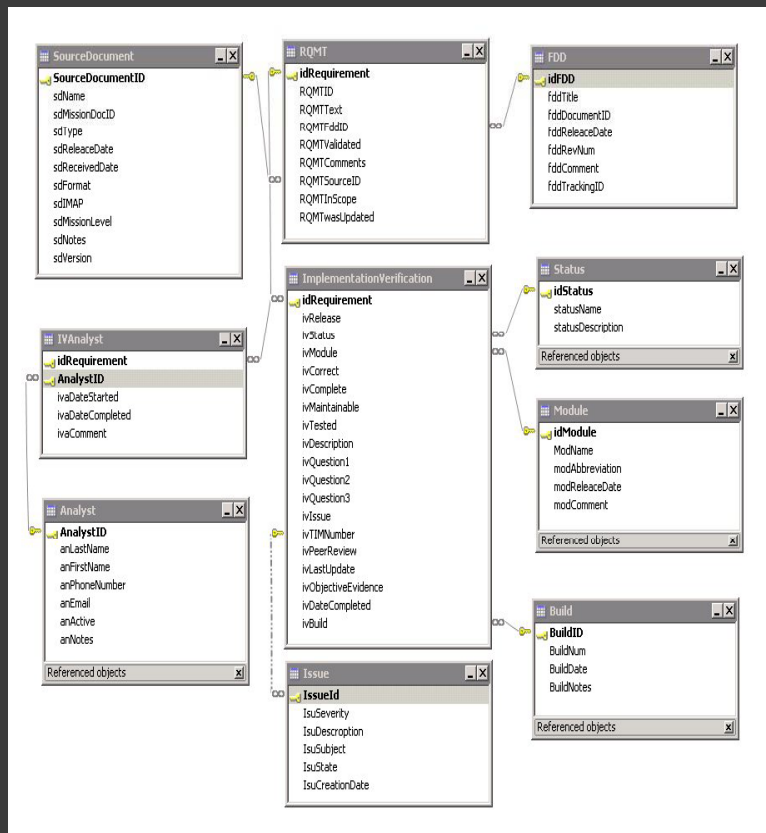 SourceDocument
SourceDocumentID
sdName
sdMissionDocID
sdType
sdReleaceDate
sdReceivedDate
sdFormat
sdIMAP
sdMissionLevel
sdNotes
sdVersion
RQMT
idRequirement
RQMTID
RQMTText
RQMTFddID
RQMTValidated
RQMTComments
RQMTSourceID
RQMTInScope
RQMTwasUpdated
FDD
idFDD
fddTitle
fddDocumentID
fddReleaceDate
fddRevNum
fddComment
fddTrackingID
IVAnalyst
idRequirement
AnalystID
ivaDateStarted
ivaDateCompleted
ivaComment
ImplementationVerification
idRequirement
ivRelease
ivStatus
ivModule
ivCorrect
ivComplete
ivMaintainable
ivTested
ivDescription
ivQuestion1
ivQuestion2
ivQuestion3
ivIssue
ivTIMNumber
ivPeerReview
ivLastUpdate
ivObjectiveEvidence
ivDateCompleted
ivBuild
Status
idStatus
statusName
statusDescription
Referenced objects
Module
idModule
ModName
modAbbreviation
modReleaceDate
modComment
Referenced objects
Analyst
AnalystID
anLastName
anFirstName
anPhoneNumber
anEmail
anActive
anNotes
Referenced objects
Issue
IssueId
IsuSeverity
IsuDescroption
IsuSubject
IsuState
IsuCreationDate
Build
BuildID
BuildNum
BuildDate
BuildNotes
Referenced objects